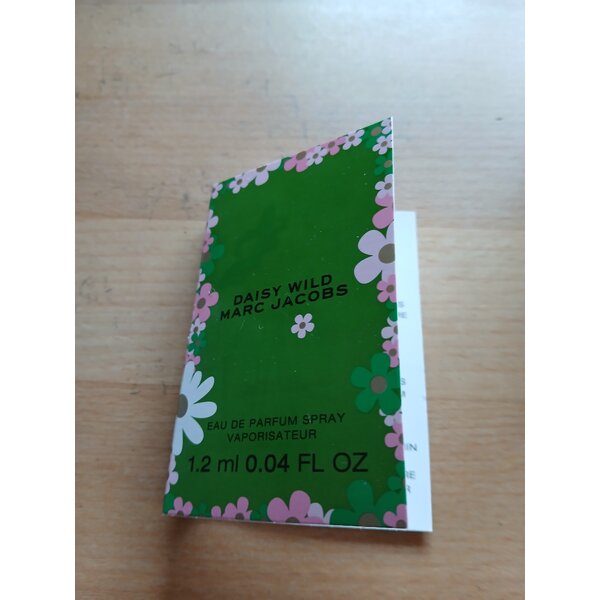 DAISY WILD
MARC JACOBS
EAU DE PARFUM SPRAY
VAPORISATEUR
1.2 ml 0.04 FL OZ